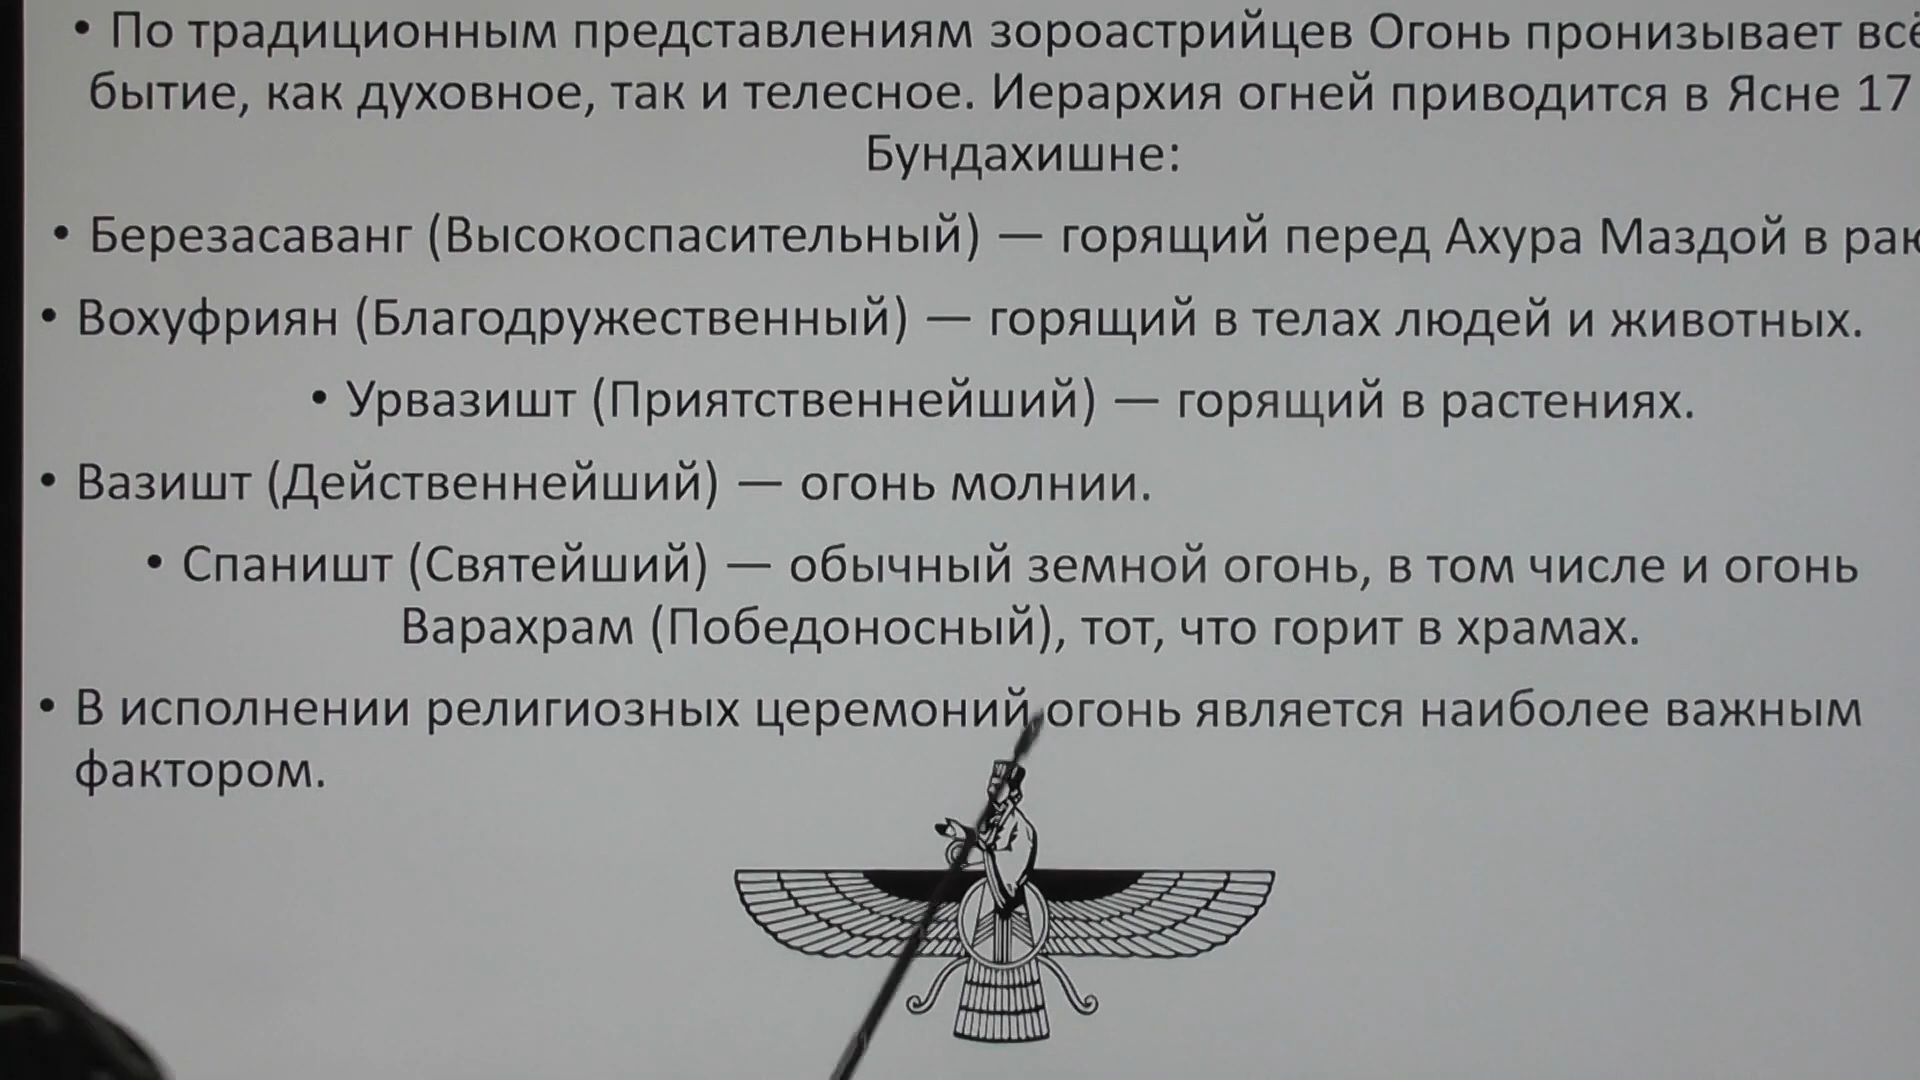 • По традиционным представлениям зороастрийцев Огонь пронизывает всё
бытие, как духовное, так и телесное. Иерархия огней приводится в Ясне 17
Бундахишне:
• Березасаванг (Высокоспасительный) — горящий перед Ахура Маздой в
• Вохуфриян (Благодружественный) — горящий в телах людей и животных.
• Урвазишт (Приятственнейший) — горящий в растениях.
• Вазишт (Действеннейший) — огонь молнии.
• Спаништ (Святейший) — обычный земной огонь, в том числе и огонь
Варахрам (Победоносный), тот, что горит в храмах.
• В исполнении религиозных церемоний огонь является наиболее важным
фактором.